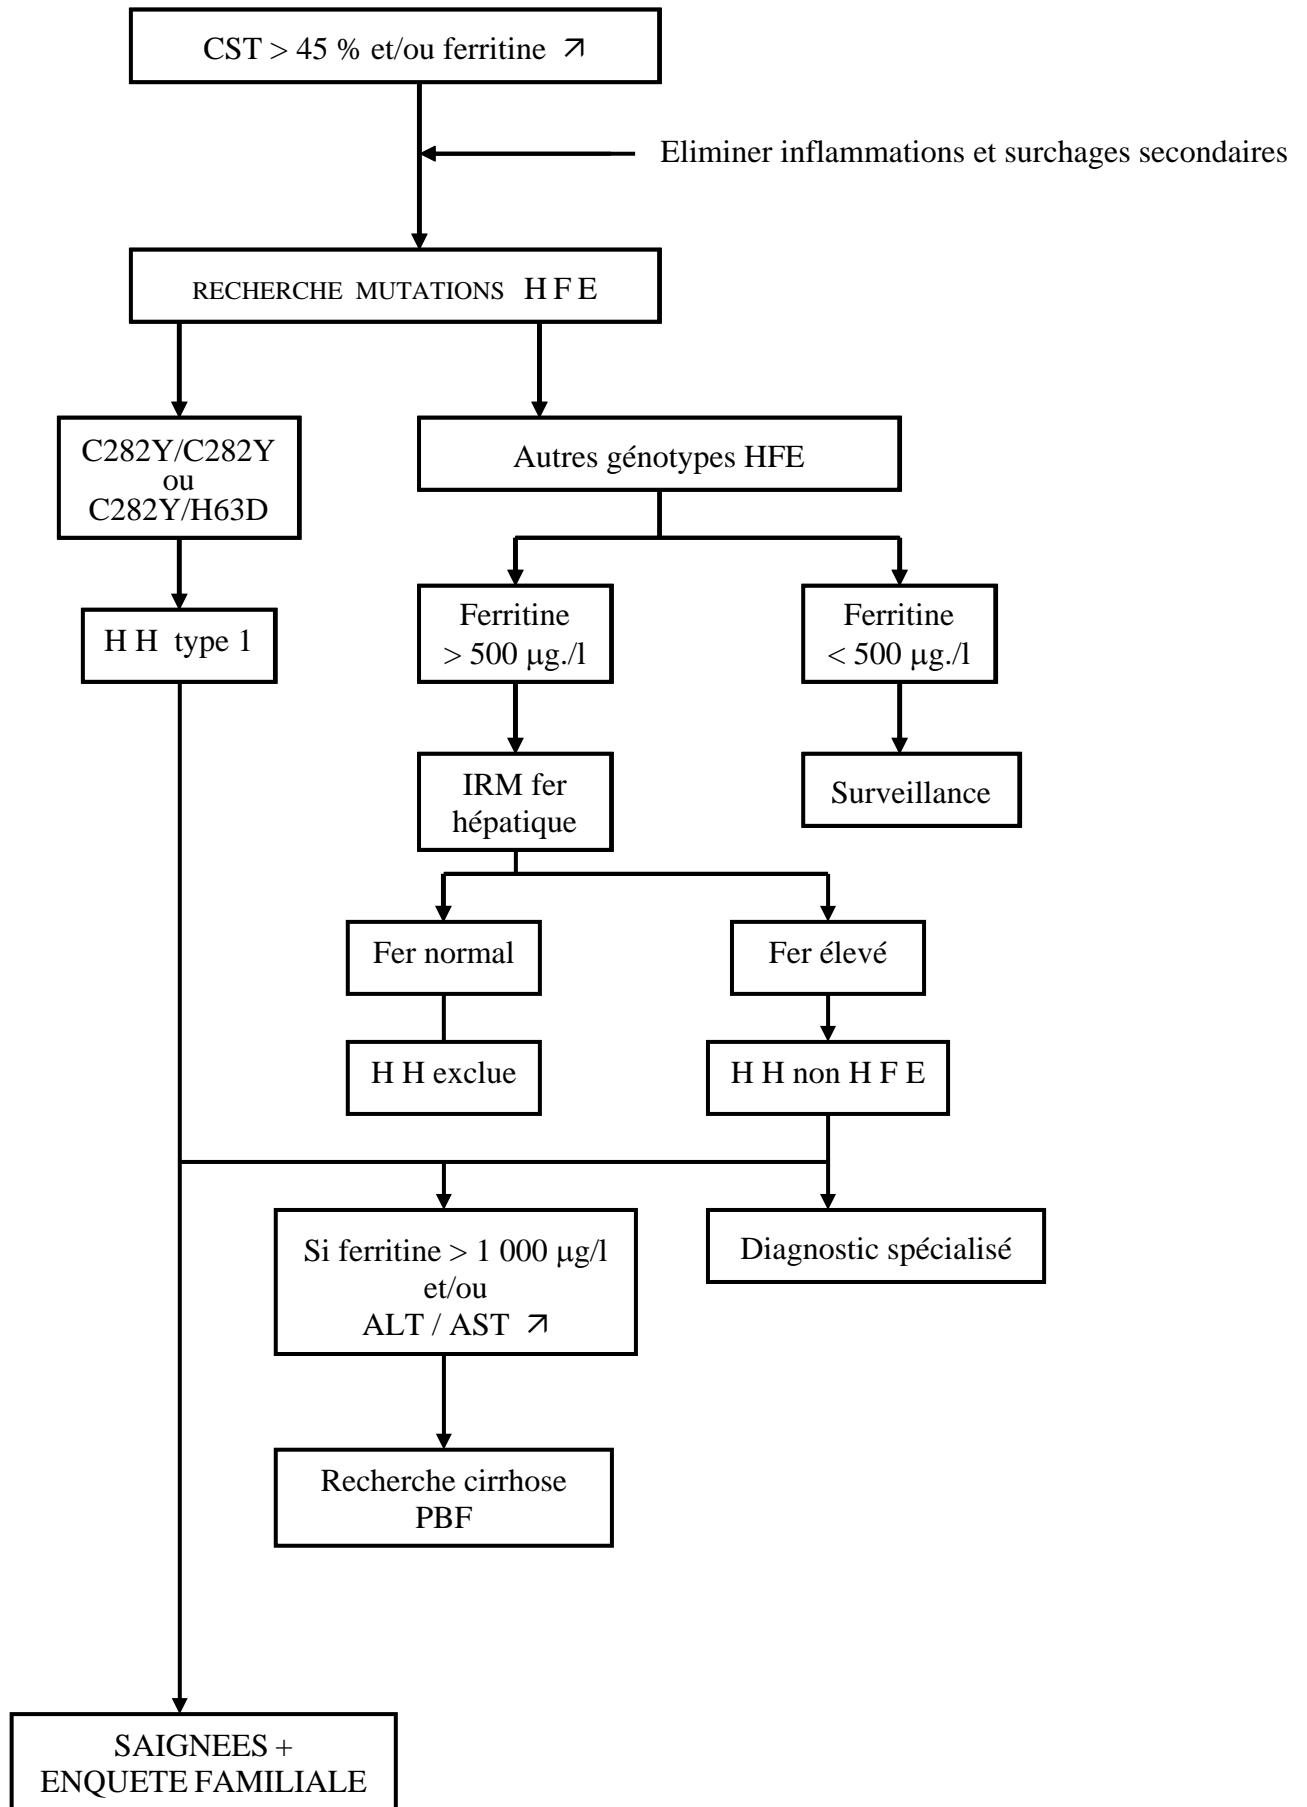 CST > 45 % et/ou ferritine ↗
Eliminer inflammations et surchages secondaires
RECHERCHE MUTATIONS H F E
C282Y/C282Y
ou
C282Y/H63D
Autres génotypes HFE
H H type 1
Ferritine
> 500 µg./l
Ferritine
< 500 µg./l
IRM fer
hépatique
Surveillance
Fer normal
Fer élevé
H H exclue
H H non H F E
Si ferritine > 1 000 µg/l
et/ou
ALT / AST ↗
Diagnostic spécialisé
Recherche cirrhose
PBF
SAIGNEES +
ENQUETE FAMILIALE